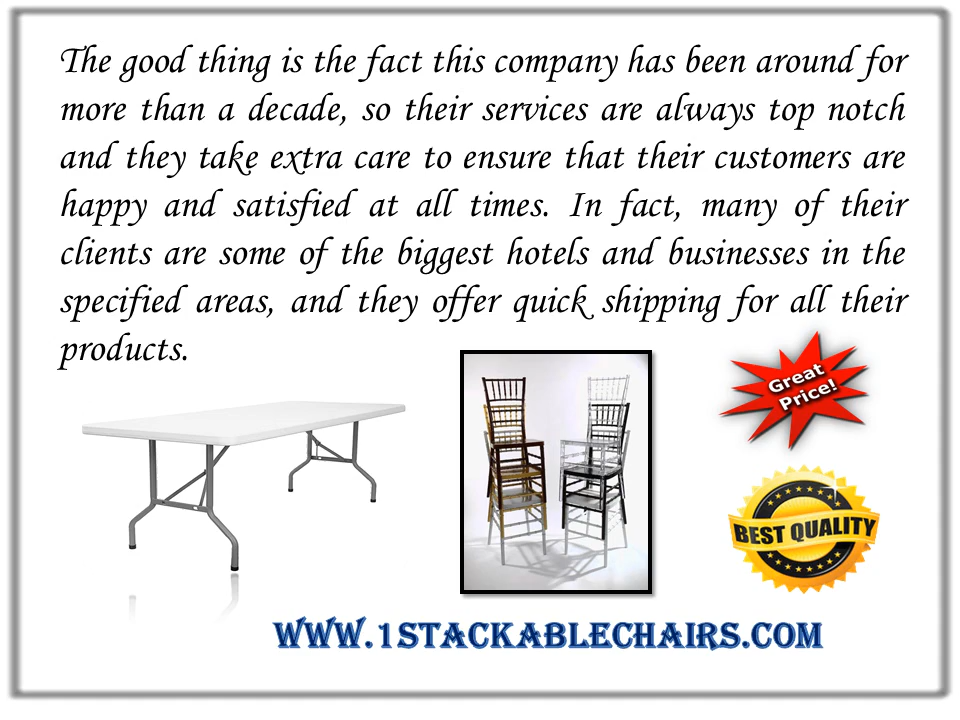 The good thing is the fact this company has been around for
more than a decade, so their services are always top notch
and they take extra care to ensure that their customers are
happy and satisfied at all times. In fact, many of their
clients are some of the biggest hotels and businesses in the
specified areas, and they offer quick shipping for all their
products.
Great
Price!
BEST QUALITY
WWW.1STACKABLECHAIRS.COM